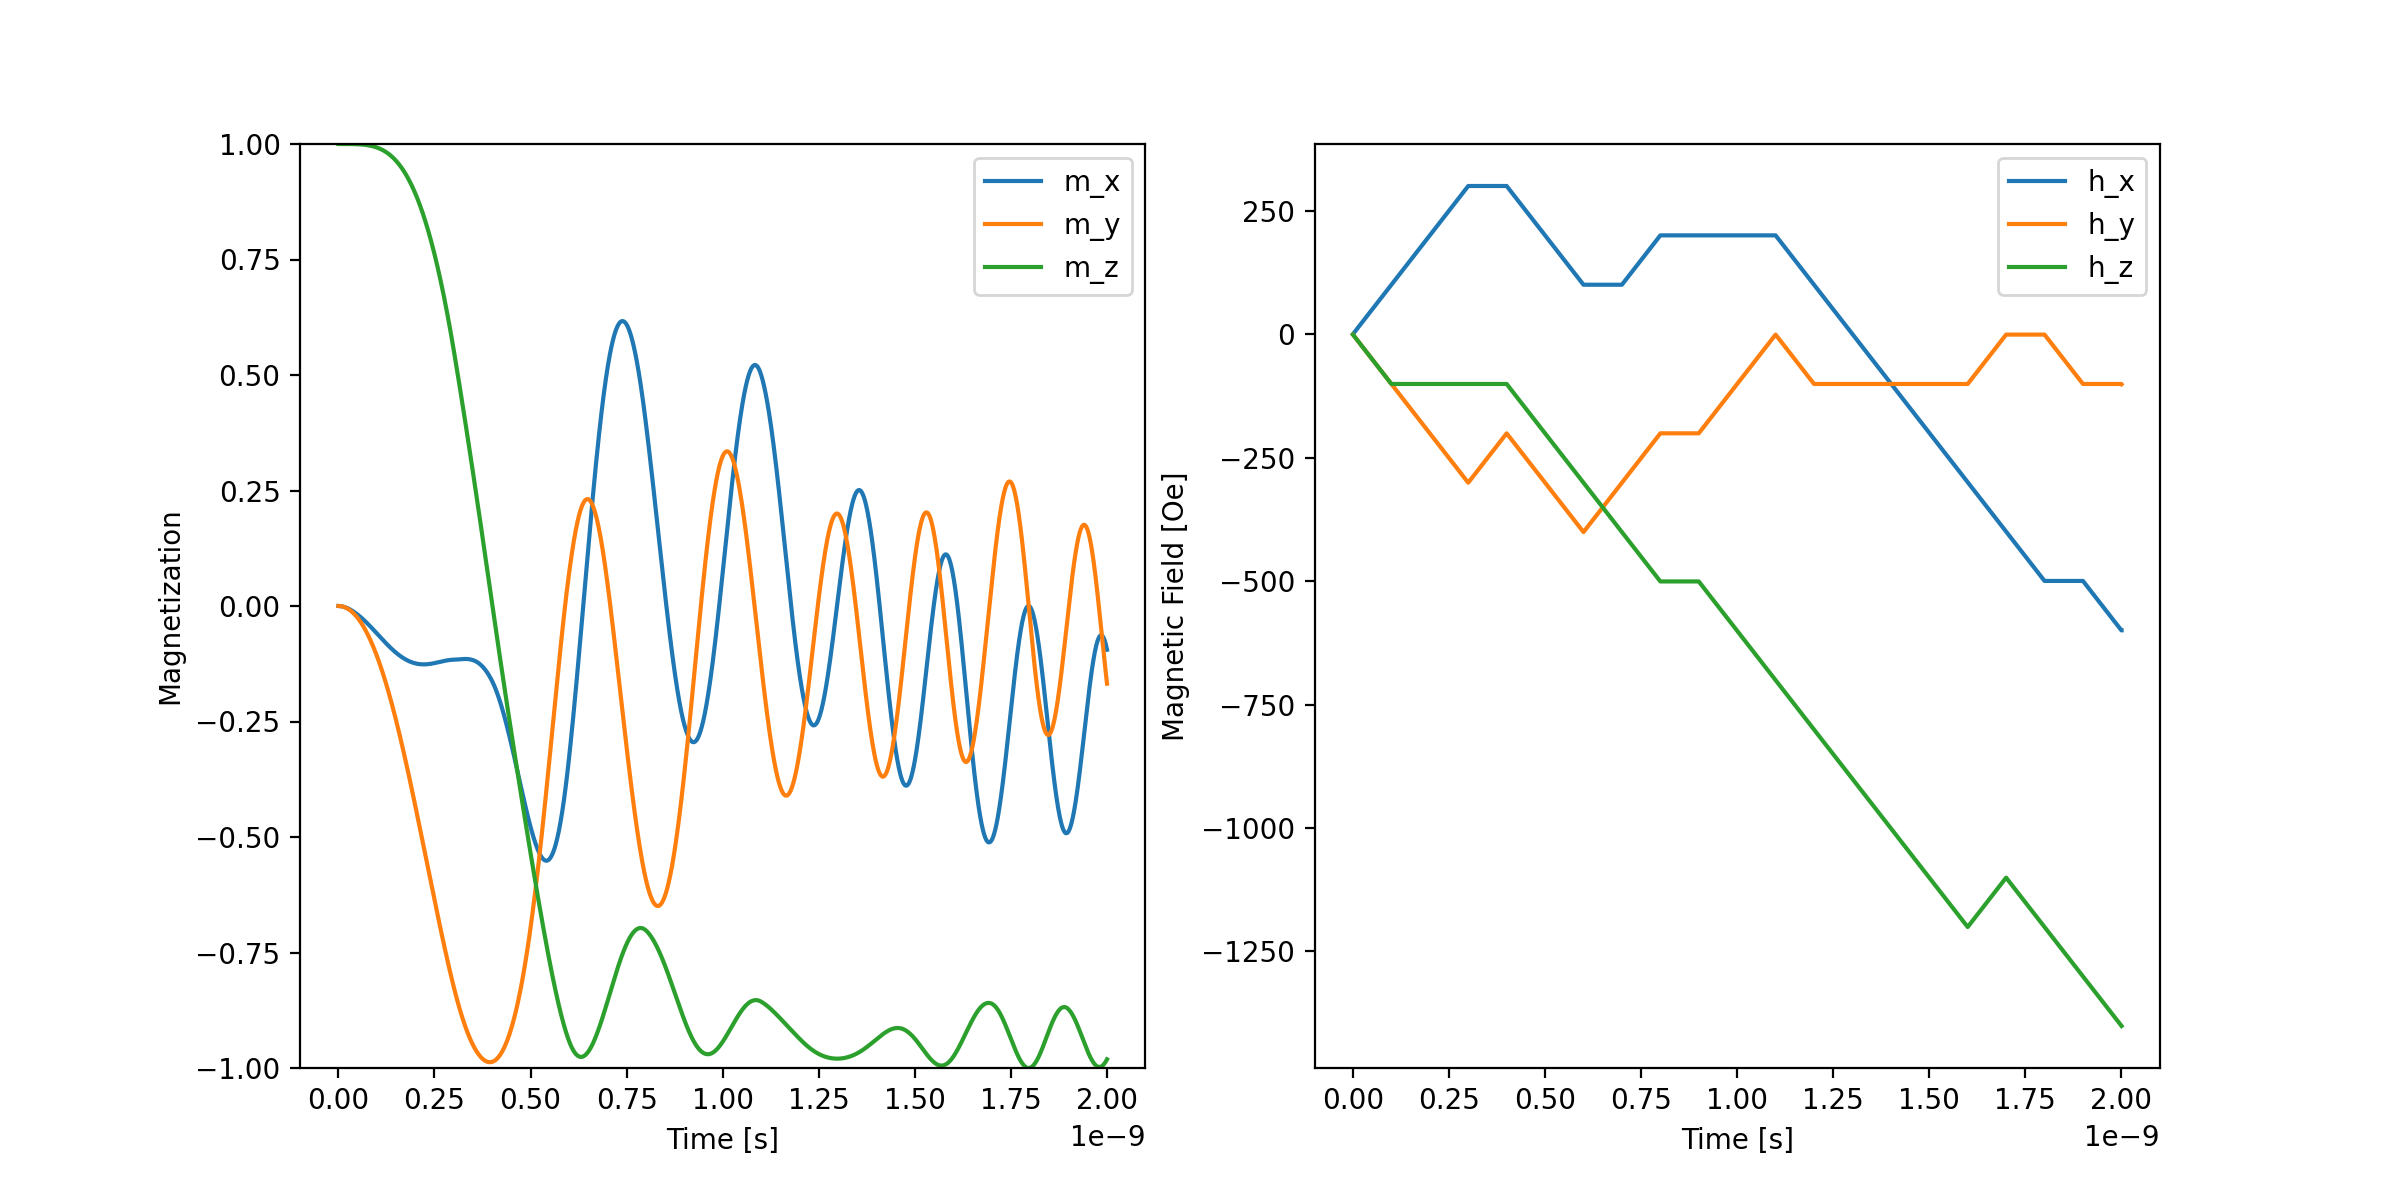 Magnetization
1.00
0.75
0.50
0.25
0.00
−0.25
−0.50
−0.75
−1.00
m_x
m_y
m_z
0.00 0.25 0.50 0.75 1.00 1.25 1.50 1.75 2.00
Time [s]
1e−9
Magnetic Field [Oe]
250
0
−250
−500
−750
−1000
−1250
h_x
h_y
h_z
0.00 0.25 0.50 0.75 1.00 1.25 1.50 1.75 2.00
Time [s]
1e−9